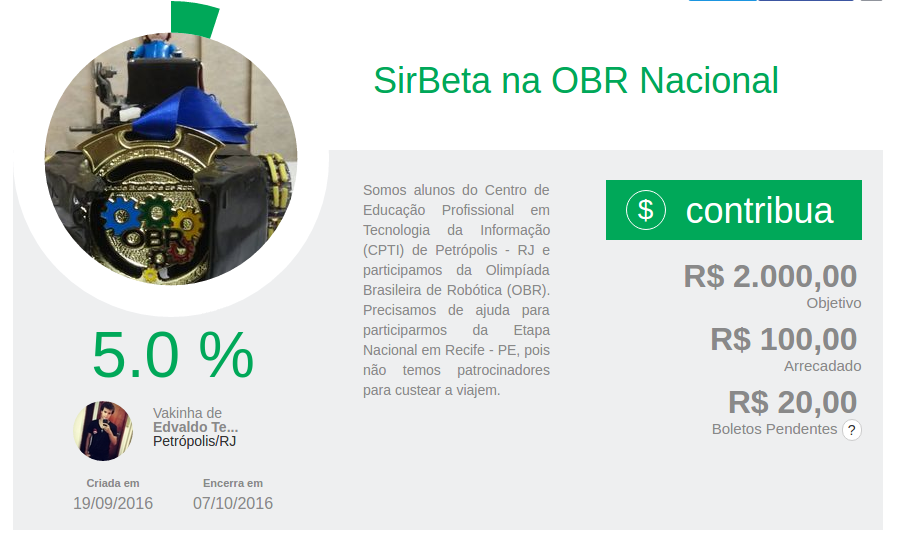 SirBeta na OBR Nacional
OBR
5.0 %
Vakinha de
Edvaldo Te...
Petrópolis/RJ
Criada em
19/09/2016
Encerra em
07/10/2016
Somos alunos do Centro de
Educação Profissional em
Tecnologia da Informação
(CPTI) de Petrópolis - RJ e
participamos da Olimpíada
Brasileira de Robótica (OBR).
Precisamos de ajuda para
participarmos da Etapa
Nacional em Recife - PE, pois
não temos patrocinadores
para custear a viajem.
$ contribua
R$ 2.000,00
Objetivo
R$ 100,00
Arrecadado
R$ 20,00
Boletos Pendentes ?